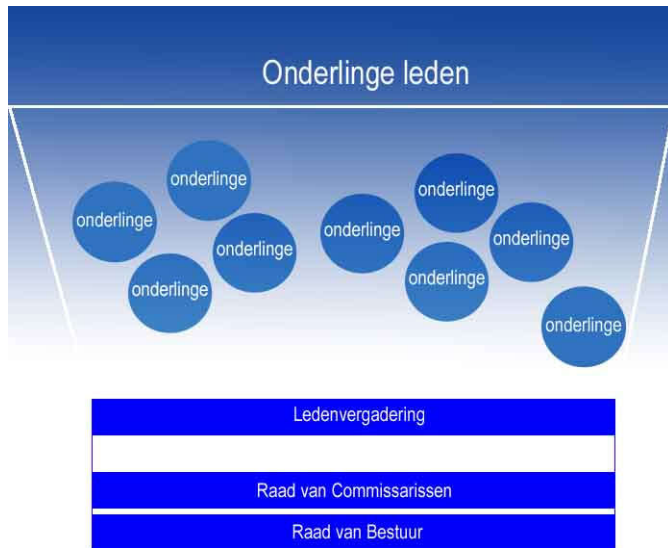 Onderlinge leden
onderlinge
onderlinge
onderlinge
onderlinge
onderlinge
onderlinge
onderlinge
onderlinge
onderlinge
Ledenvergadering
Raad van Commissarissen
Raad van Bestuur